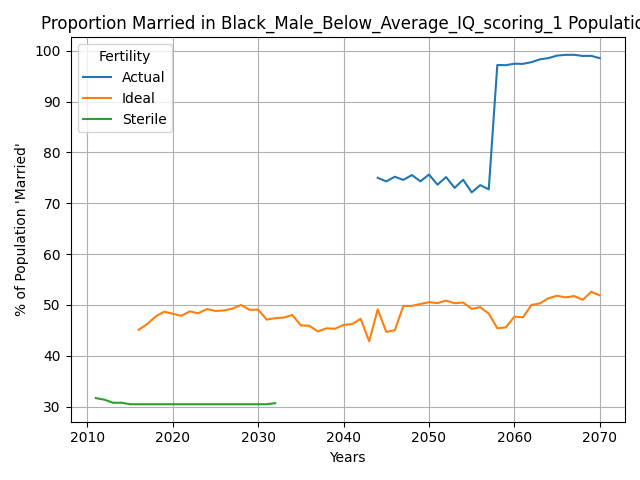 Proportion Married in Black_Male_Below_Average_IQ_scoring_1 Populatio
Fertility
Actual
Ideal
Sterile
% of Population 'Married'
100
90
80
70
60
50
40
30
2010 2020 2030 2040 2050 2060 2070
Years